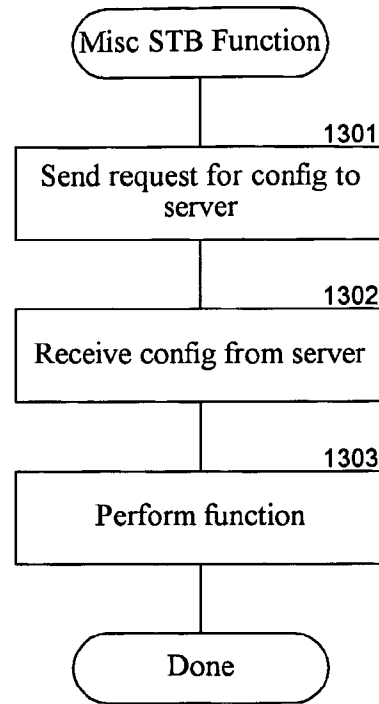 Misc STB Function
1301
Send request for config to
server
1302
Receive config from server
1303
Perform function
Done